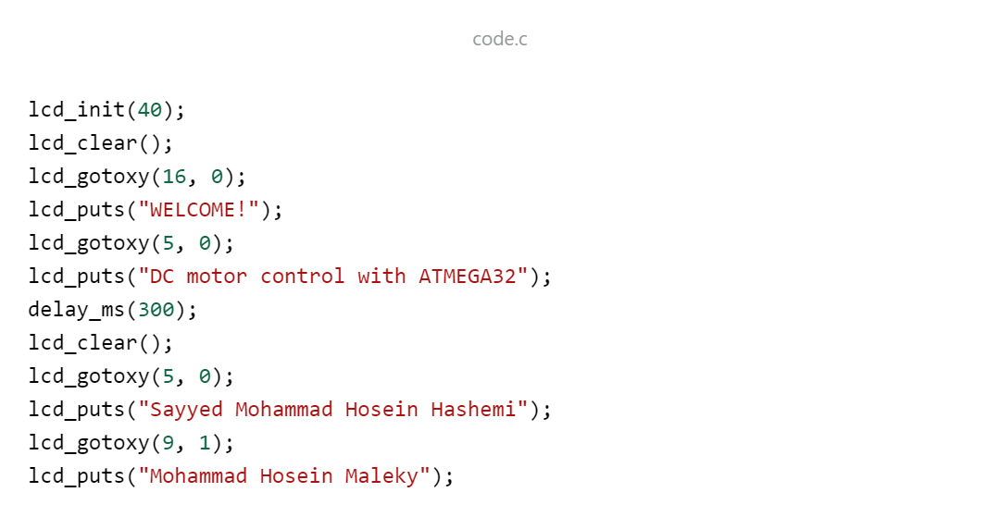 code.c
lcd_init(40);
lcd_clear();
lcd_gotoxy(16, 0);
lcd_puts("WELCOME!");
lcd_gotoxy(5, 0);
lcd_puts("DC motor control with ATMEGA32");
delay_ms(300);
lcd_clear();
lcd_gotoxy(5, 0);
lcd_puts("Sayyed Mohammad Hosein Hashemi");
lcd_gotoxy(9, 1);
lcd_puts("Mohammad Hosein Maleky");